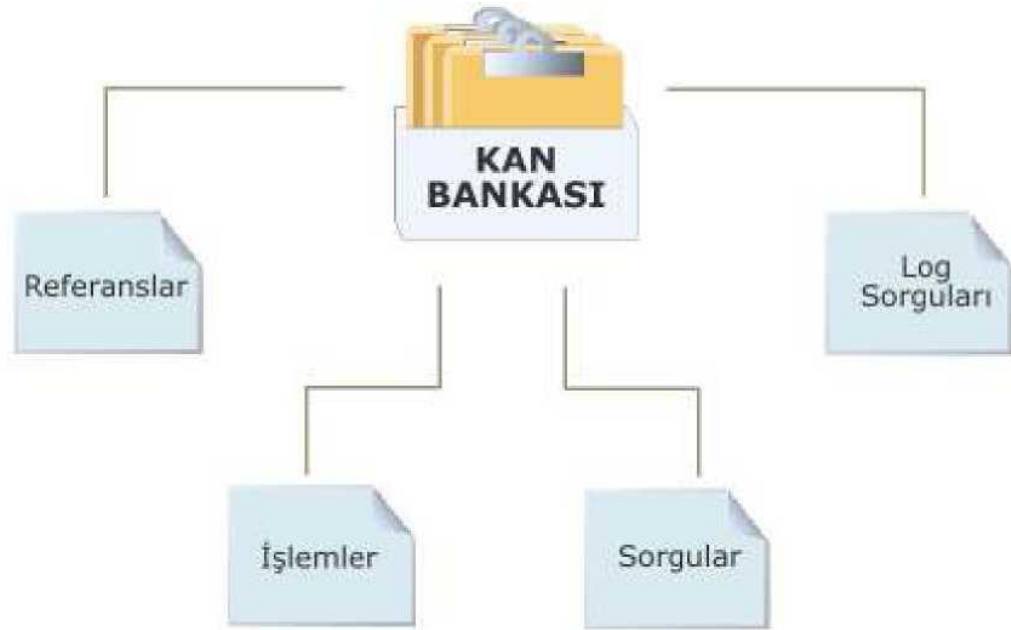 KAN
BANKASI
Referanslar
Log
Sorguları
İşlemler
Sorgular